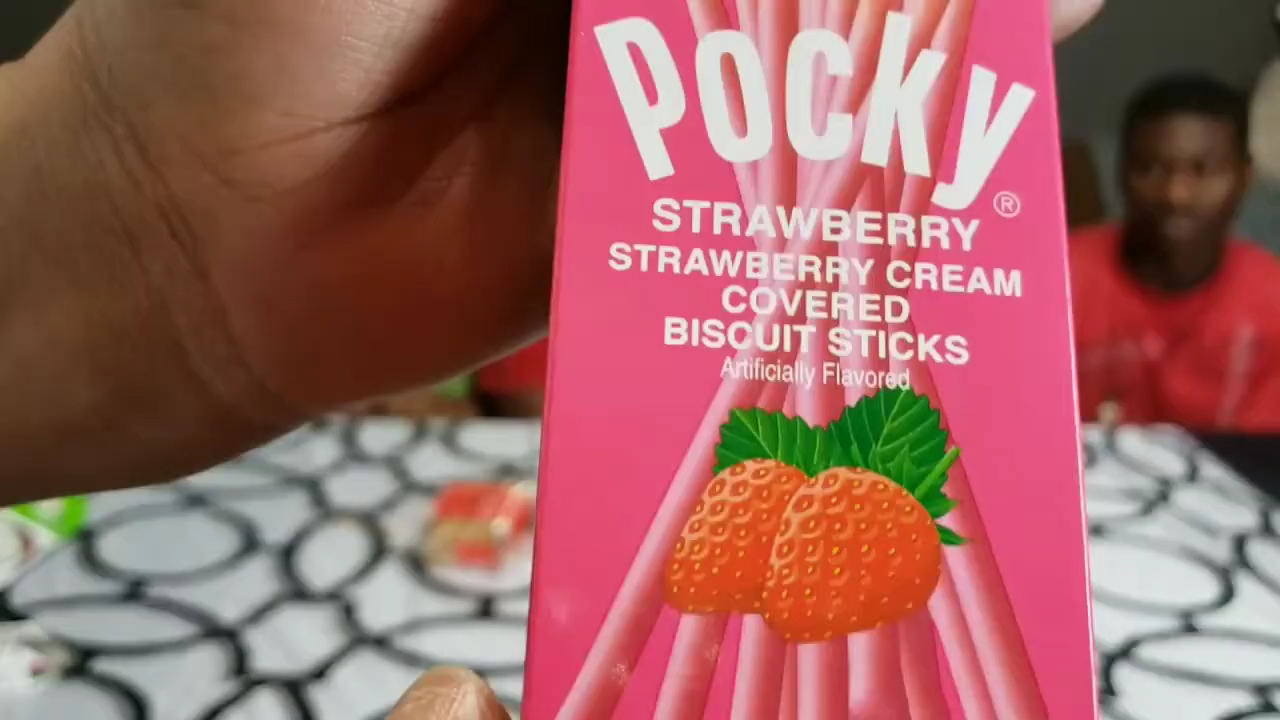 Pocky®
STRAWBERRY
STRAWBERRY CREAM
COVERED
BISCUIT STICKS
Artificially Flavored